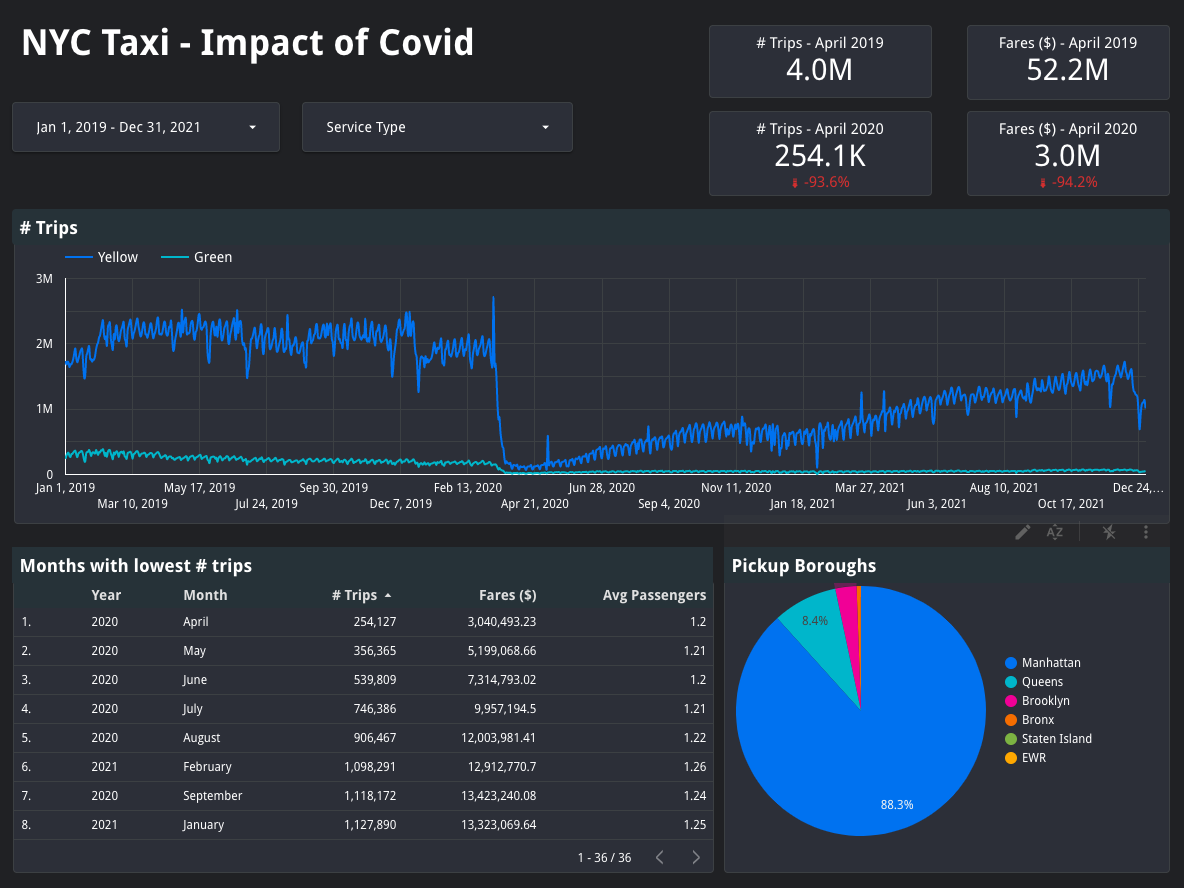 NYC Taxi - Impact of Covid
# Trips - April 2019
4.0M
Fares ($) - April 2019
52.2M
Jan 1, 2019 - Dec 31, 2021
Service Type
# Trips - April 2020
254.1K
-93.6%
Fares ($) - April 2020
3.0M
-94.2%
# Trips
Yellow Green
3M
2M
1M
0
Jan 1, 2019 May 17, 2019 Sep 30, 2019 Feb 13, 2020 Jun 28, 2020 Nov 11, 2020 Mar 27, 2021 Aug 10, 2021 Dec 24,…
Mar 10, 2019 Jul 24, 2019 Dec 7, 2019 Apr 21, 2020 Sep 4, 2020 Jan 18, 2021 Jun 3, 2021 Oct 17, 2021
AZ
Months with lowest # trips
Year Month # Trips Fares ($) Avg Passengers
1. 2020 April 254,127 3,040,493.23 1.2
2. 2020 May 356,365 5,199,068.66 1.21
3. 2020 June 539,809 7,314,793.02 1.2
4. 2020 July 746,386 9,957,194.5 1.21
5. 2020 August 906,467 12,003,981.41 1.22
6. 2021 February 1,098,291 12,912,770.7 1.26
7. 2020 September 1,118,172 13,423,240.08 1.24
8. 2021 January 1,127,890 13,323,069.64 1.25
1 - 36 / 36
Pickup Boroughs
8.4%
88.3%
Manhattan
Queens
Brooklyn
Bronx
Staten Island
EWR